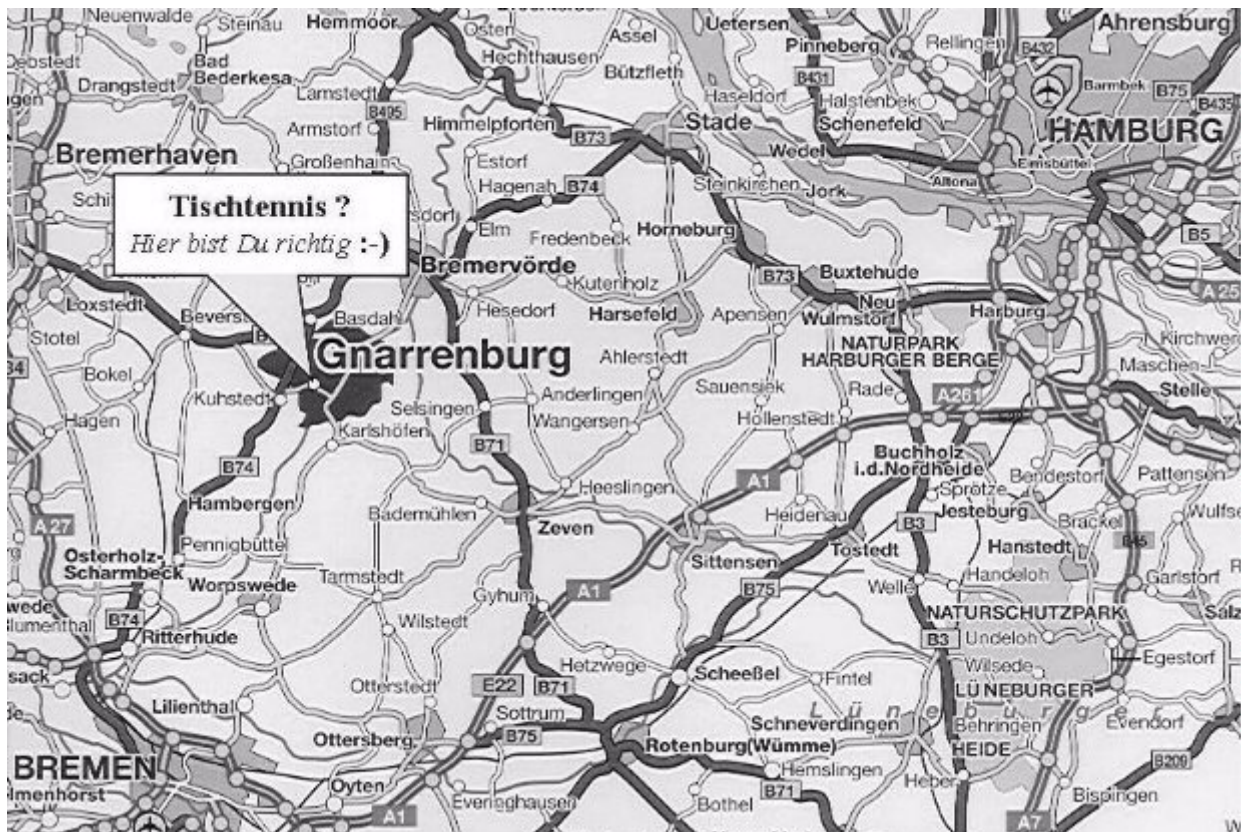 Neuenwalde
Steinau
Hemmoor
Osten
Assel
Uetersen
Ahrensburg
Hechthausen
Pinneberg
Rellingen
B432
Bad
Bederkesa
Drangstedt
Lamstedt
Bützfleth
B431
Barmbek
B75
B435
B495
Haseldorf
Halstenbek
Schenefeld
Armstorf
Himmelpforten
B73
Stade
HAMBURG
Bremerhaven
Estorf
Wedel
Eimsbüttel
Altona
Hagenah
B74
Steinkirchen
Jork
Tischtennis ?
Hier bist Du richtig :-)
Elm
Fredenbeck
Horneburg
B5
Bremervörde
B73
Buxtehude
A25
Loxstedt
Hesedorf
Kutenholz
Neu
Wulmstorf
Harburg
Stotel
Basdahl
Harsefeld
Apensen
NATURPARK
HARBURGER BERGE
Gnarrenburg
Ahlerstedt
Maschen
Bokel
Kuhstedt
Anderlingen
Sauensiek
Rade
A261
Stelle
Selsingen
Wangersen
Hollenstedt
Hagen
Karlshöfen
B71
Buchholz
i.d.Nordheide
B74
Bendestorf
Pattensen
Hambergen
Heeslingen
A1
Sprötze
Jesteburg
A27
Bademühlen
Zeven
Heidenau
B3
Brackel
Pennigbüttel
Osterholz-
Scharmbeck
Tostedt
Hanstedt
Sittensen
Worpswede
Tarmstedt
A1
B75
Welle
Handeloh
Garlstorf
Gyhum
B74
Ritterhude
Wilstedt
NATURSCHUTZPARK
B3
Undeloh
Hetzwege
Egestorf
Scheeßel
Fintel
Wilsede
Otterstedt
E22
B71
LÜNEBURGER
Lilienthal
Sottrum
Schneverdingen
Behringen
Evendorf
Lüneburger
Ottersberg
B75
Rotenburg(Wümme)
HEIDE
B209
BREMEN
Hemslingen
Heber
Oyten
Everinghausen
B71
Bispingen
A1
Bothel
A7